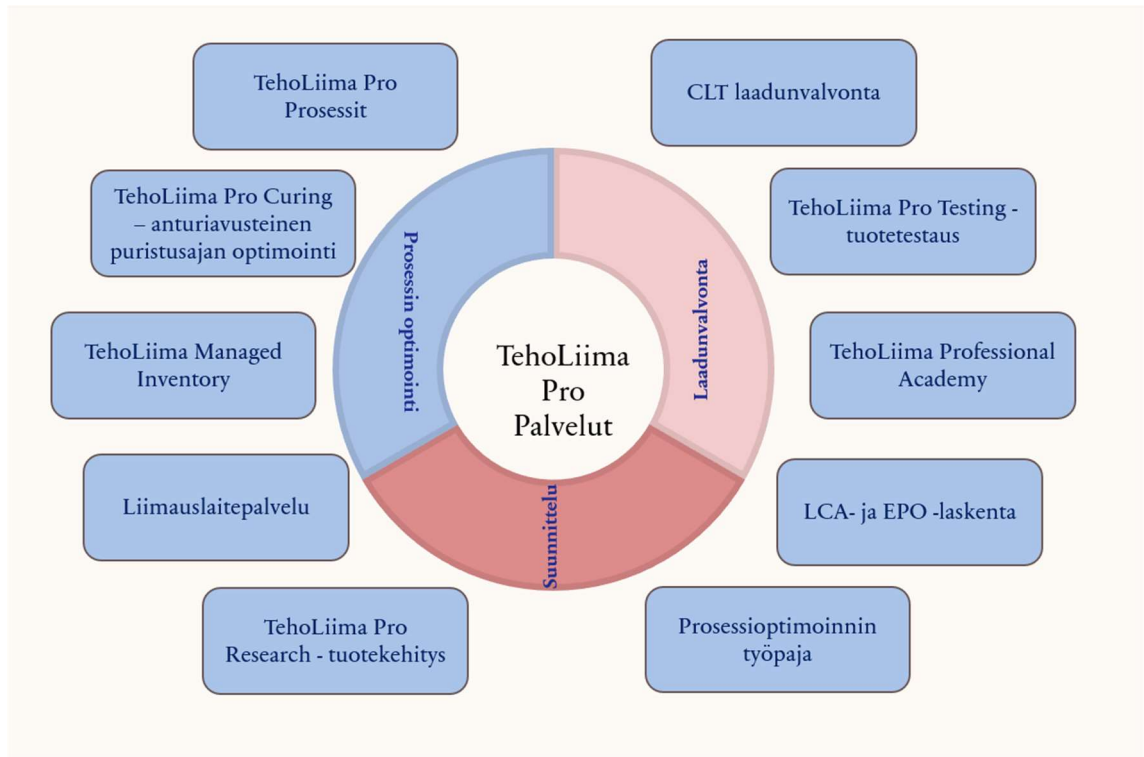 TehoLiima Pro
Prosessit
CLT laadunvalvonta
TehoLiima Pro Curing
– anturiavusteinen
puristusajan optimointi
TehoLiima Pro Testing -
tuotetestaus
Prosessin optimointi
Laadunvalvonta
TehoLiima Managed
Inventory
TehoLiima
Pro
Palvelut
TehoLiima Professional
Academy
Liimauslaitepalvelu
Suunnittelu
LCA- ja EPO -laskenta
TehoLiima Pro
Research - tuotekehitys
Prosessioptimoinnin
työpaja